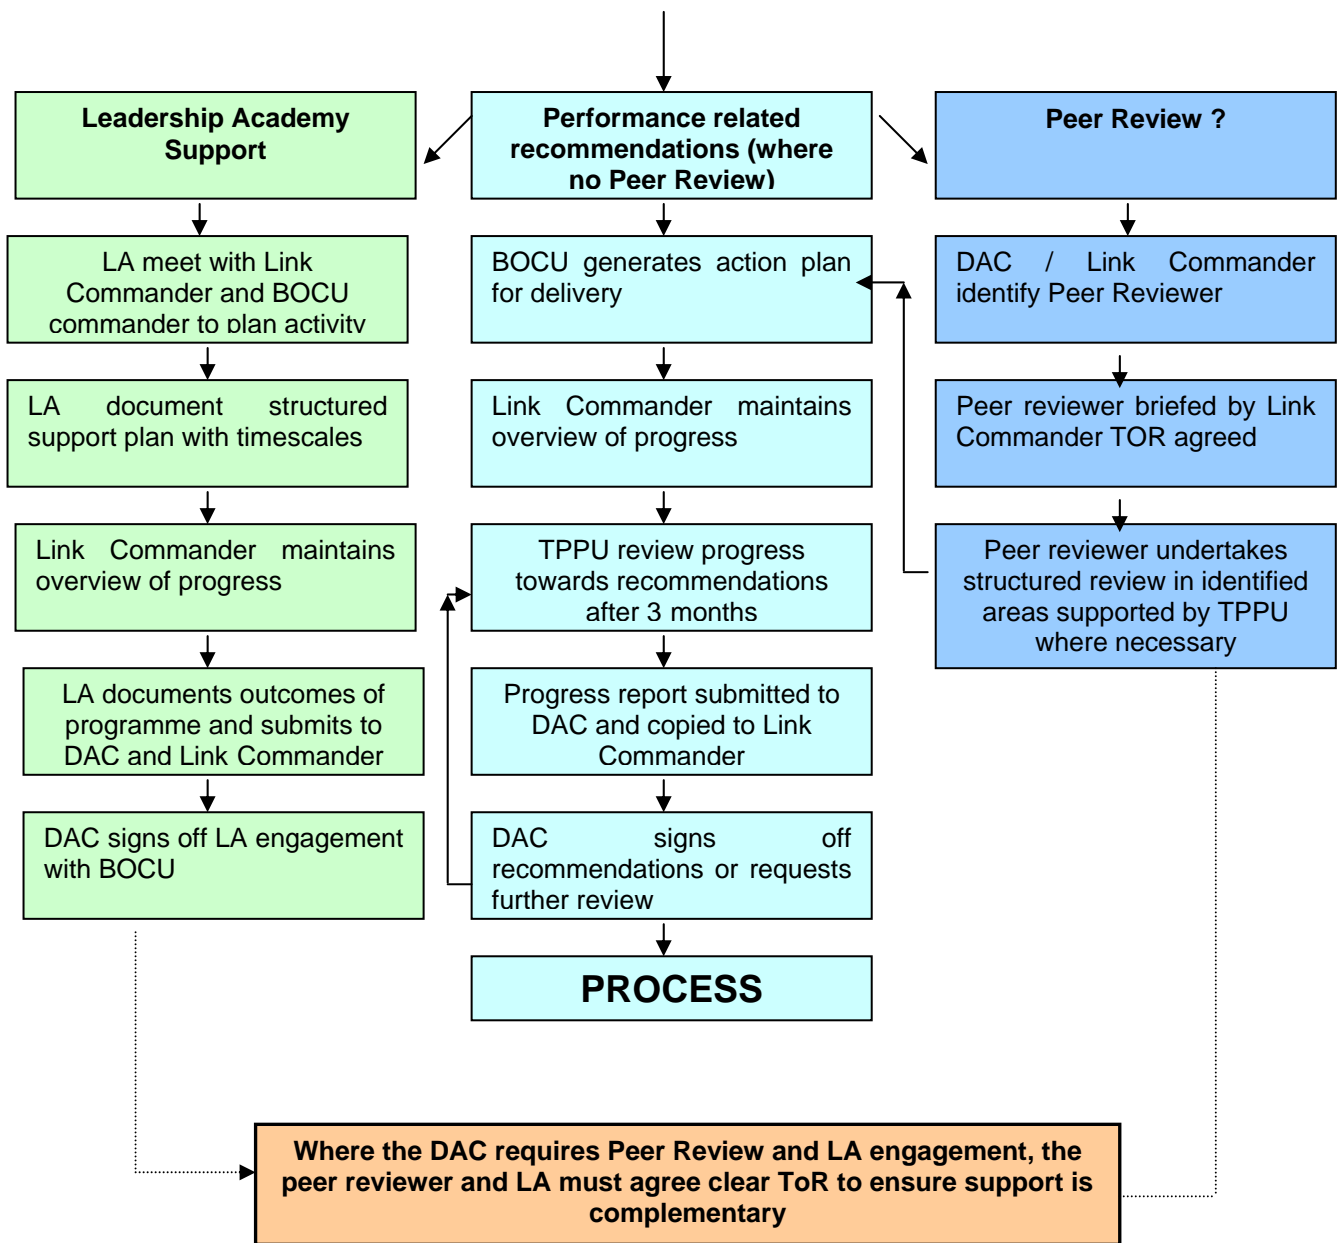 Leadership Academy
Support
Performance related
recommendations (where
no Peer Review)
Peer Review ?
LA meet with Link
Commander and BOCU
commander to plan activity
BOCU generates action plan
for delivery
DAC / Link Commander
identify Peer Reviewer
LA document structured
support plan with timescales
Link Commander maintains
overview of progress
Peer reviewer briefed by Link
Commander TOR agreed
Link Commander maintains
overview of progress
TPPU review progress
towards recommendations
after 3 months
Peer reviewer undertakes
structured review in identified
areas supported by TPPU
where necessary
LA documents outcomes of
programme and submits to
DAC and Link Commander
Progress report submitted to
DAC and copied to Link
Commander
DAC signs off LA engagement
with BOCU
DAC signs off
recommendations or requests
further review
PROCESS
Where the DAC requires Peer Review and LA engagement, the
peer reviewer and LA must agree clear ToR to ensure support is
complementary